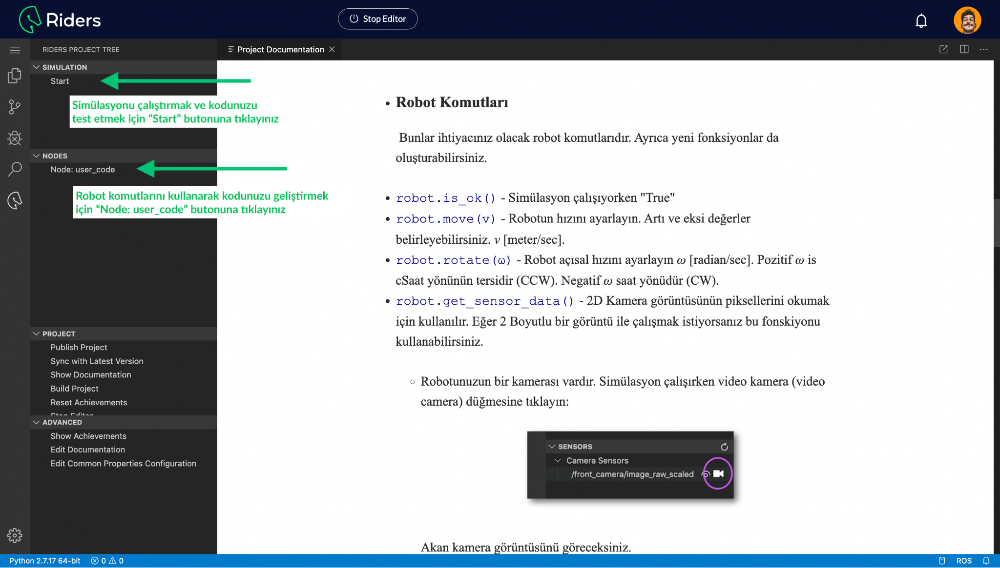 Riders
Stop Editor
RIDERS PROJECT TREE
Project Documentation
SIMULATION
Start
Simülasyonu çalıştırmak ve kodunuzu
test etmek için “Start” butonuna tıklayınız
NODES
Node: user_code
Robot komutlarını kullanarak kodunuzu geliştirmek
için “Node: user_code” butonuna tıklayınız
PROJECT
Publish Project
Sync with Latest Version
Show Documentation
Build Project
Reset Achievements
Stop Editor
ADVANCED
Show Achievements
Edit Documentation
Edit Common Properties Configuration
Robot Komutları
Bunlar ihtiyacınız olacak robot komutlarıdır. Ayrıca yeni fonksiyonlar da
oluşturabilirsiniz.
robot.is_ok() - Simülasyon çalışıyorken "True"
robot.move(v) - Robotun hızını ayarlayın. Artı ve eksi değerler
belirleyebilirsiniz. v [meter/sec].
robot.rotate(ω) - Robot açısal hızını ayarlayın ω [radian/sec]. Pozitif ω is
cSaat yönünün tersidir (CCW). Negatif ω saat yönüdür (CW).
robot.get_sensor_data() - 2D Kamera görüntüsünün piksellerini okumak
için kullanılır. Eğer 2 Boyutlu bir görüntü ile çalışmak istiyorsanız bu fonskiyonu
kullanabilirsiniz.
Robotunuzun bir kamerası vardır. Simülasyon çalışırken video kamera (video
camera) düğmesine tıklayın:
SENSORS
Camera Sensors
/front_camera/image_raw_scaled
Akan kamera görüntüsünü göreceksiniz.
Python 2.7.17 64-bit 0 0
ROS